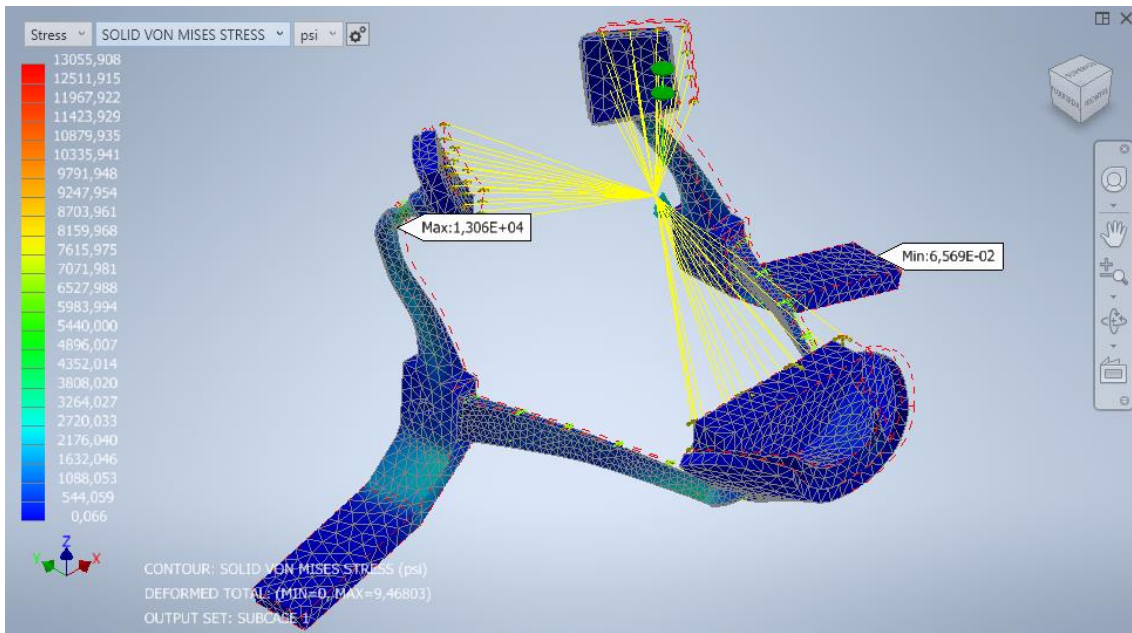 Stress SOLID VON MISES STRESS psi
13055,908
12511,915
11967,922
11423,929
10879,935
10335,941
9791,948
9247,954
8703,961
8159,968
7615,975
7071,981
6527,988
5983,994
5440,000
4896,007
4352,014
3808,020
3264,027
2720,033
2176,040
1632,046
1088,053
544,059
0,066
Max:1,306E+04
Min:6,569E-02
Z
Y
X
CONTOUR: SOLID VON MISES STRESS (psi)
DEFORMED TOTAL: (MIN=0, MAX=9,46803)
OUTPUT SET: SUBCASE 1